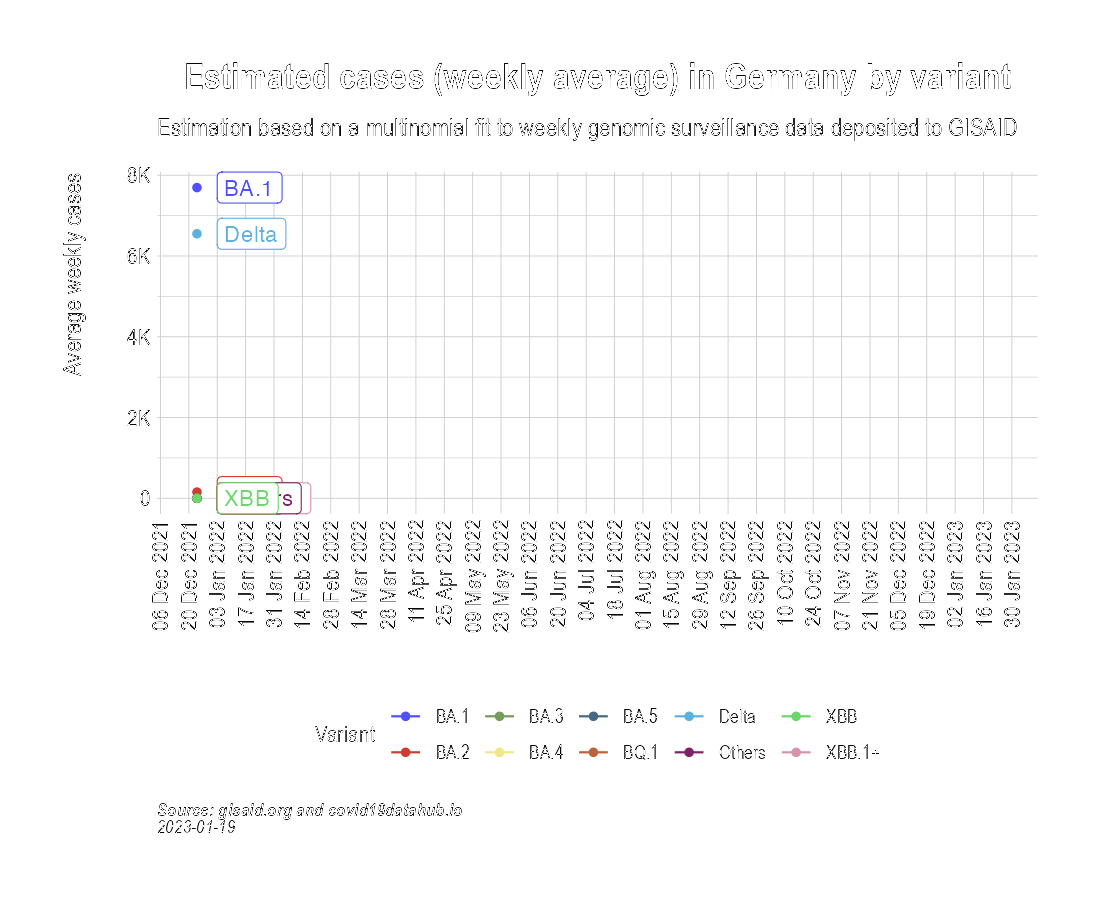 Estimated cases (weekly average) in Germany by variant
Estimation based on a multinomial fit to weekly genomic surveillance data deposited to GISAID
Average weekly cases
8K
6K
4K
2K
0
BA.1
Delta
XBB
rs
06 Dec 2021
20 Dec 2021
03 Jan 2022
17 Jan 2022
31 Jan 2022
14 Feb 2022
28 Feb 2022
14 Mar 2022
28 Mar 2022
11 Apr 2022
25 Apr 2022
09 May 2022
23 May 2022
06 Jun 2022
20 Jun 2022
04 Jul 2022
18 Jul 2022
01 Aug 2022
15 Aug 2022
29 Aug 2022
12 Sep 2022
26 Sep 2022
10 Oct 2022
24 Oct 2022
07 Nov 2022
21 Nov 2022
05 Dec 2022
19 Dec 2022
02 Jan 2023
16 Jan 2023
30 Jan 2023
Variant
BA.1 BA.3 BA.5 Delta XBB
BA.2 BA.4 BQ.1 Others XBB.1+
Source: gisaid.org and covid19datahub.io
2023-01-19